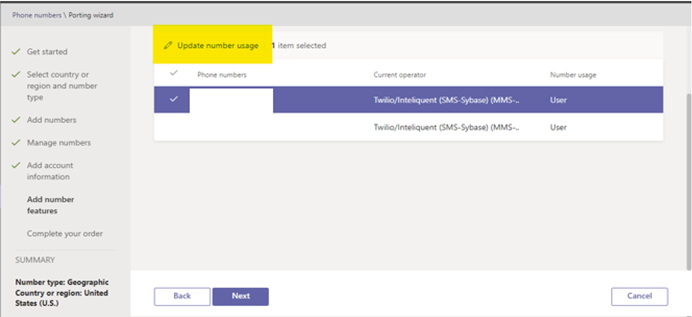 Phone numbers \ Porting wizard
Get started
Select country or
region and number
type
Add numbers
Manage numbers
Add account
information
Add number
features
Complete your order
SUMMARY
Number type: Geographic
Country or region: United
States (U.S.)
Update number usage 1 item selected
Phone numbers Current operator Number usage
Twilio/Inteliquent (SMS-Sybase) (MMS-.. User
Twilio/Inteliquent (SMS-Sybase) (MMS-.. User
Back Next Cancel